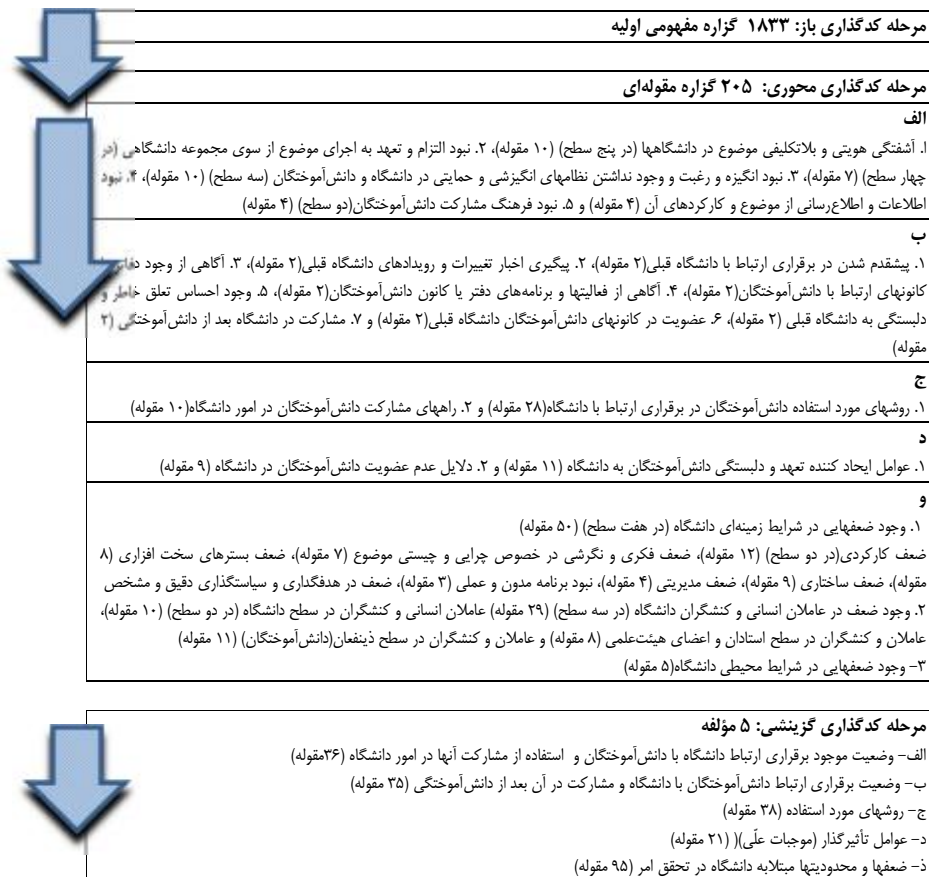 مرحله کدگذاری باز: ۱۸۳۳ گزاره مفهومی اولیه
مرحله کدگذاری محوری: ۲۰۵ گزاره مقوله‌ای
الف
۱. آشفتگی هویتی و بلاتکلیفی موضوع در دانشگاهها (در پنج سطح) (۱۰ مقوله)، ۲. نبود التزام و تعهد به اجرای موضوع از سوی مجموعه دانشگاهی (در
چهار سطح) (۷ مقوله)، ۳. نبود انگیزه و رغبت و وجود نداشتن نظامهای انگیزشی و حمایتی در دانشگاه و دانش‌آموختگان (سه سطح) (۱۰ مقوله)، ۴. نبود
اطلاعات و اطلاع‌رسانی از موضوع و کارکردهای آن (۴ مقوله) و ۵. نبود فرهنگ مشارکت دانش‌آموختگان(دو سطح) (۴ مقوله)
ب
۱. پیشقدم شدن در برقراری ارتباط با دانشگاه قبلی(۲ مقوله)، ۲. پیگیری اخبار تغییرات و رویدادهای دانشگاه قبلی(۲ مقوله)، ۳. آگاهی از وجود
کانونهای ارتباط با دانش‌آموختگان(۲ مقوله)، ۴. آگاهی از فعالیتها و برنامه‌های دفتر یا کانون دانش‌آموختگان(۲ مقوله)، ۵. وجود احساس تعلق خاطر و
دلبستگی به دانشگاه قبلی (۲ مقوله)، ۶. عضویت در کانونهای دانش‌آموختگان دانشگاه قبلی(۲ مقوله) و ۷. مشارکت در دانشگاه بعد از دانش‌آموختگی (۲
مقوله)
ج
۱. روشهای مورد استفاده دانش‌آموختگان در برقراری ارتباط با دانشگاه(۲۸ مقوله) و ۲. راههای مشارکت دانش‌آموختگان در امور دانشگاه(۱۰ مقوله)
د
۱. عوامل ایحاد کننده تعهد و دلبستگی دانش‌آموختگان به دانشگاه (۱۱ مقوله) و ۲. دلایل عدم عضویت دانش‌آموختگان در دانشگاه (۹ مقوله)
و
۱. وجود ضعفهایی در شرایط زمینه‌ای دانشگاه (در هفت سطح) (۵۰ مقوله)
ضعف کارکردی(در دو سطح) (۱۲ مقوله)، ضعف فکری و نگرشی در خصوص چرایی و چیستی موضوع (۷ مقوله)، ضعف بسترهای سخت افزاری (۸
مقوله)، ضعف ساختاری (۹ مقوله)، ضعف مدیریتی (۴ مقوله)، نبود برنامه مدون و عملی (۳ مقوله)، ضعف در هدفگداری و سیاستگذاری دقیق و مشخص
۲. وجود ضعف در عاملان انسانی و کنشگران دانشگاه (در سه سطح) (۲۹ مقوله) عاملان انسانی و کنشگران در سطح دانشگاه (در دو سطح) (۱۰ مقوله)،
عاملان و کنشگران در سطح استادان و اعضای هیئت‌علمی (۸ مقوله) و عاملان و کنشگران در سطح ذینفعان(دانش‌آموختگان) (۱۱ مقوله)
۳- وجود ضعفهایی در شرایط محیطی دانشگاه(۵ مقوله)
مرحله کدگذاری گزینشی: ۵ مؤلفه
الف- وضعیت موجود برقراری ارتباط دانشگاه با دانش‌آموختگان و استفاده از مشارکت آنها در امور دانشگاه (۳۶مقوله)
ب- وضعیت برقراری ارتباط دانش‌آموختگان با دانشگاه و مشارکت در آن بعد از دانش‌آموختگی (۳۵ مقوله)
ج- روشهای مورد استفاده (۳۸ مقوله)
د- عوامل تأثیرگذار (موجبات علّی)( (۲۱ مقوله)
ذ- ضعفها و محدودیتها مبتلابه دانشگاه در تحقق امر (۹۵ مقوله)